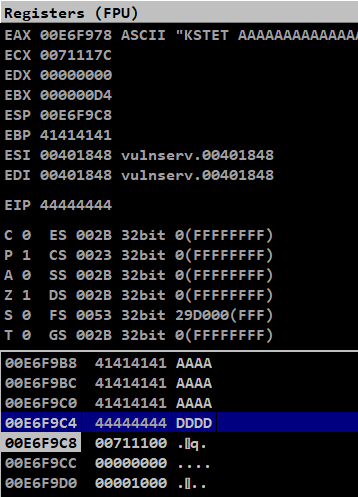 Registers (FPU)
EAX 00E6F978 ASCII "KSTET AAAAAAAAAAAAAA
ECX 0071117C
EDX 00000000
EBX 000000D4
ESP 00E6F9C8
EBP 41414141
ESI 00401848 vulnserv.00401848
EDI 00401848 vulnserv.00401848
EIP 44444444
C 0 ES 002B 32bit 0(FFFFFFFF)
P 1 CS 0023 32bit 0(FFFFFFFF)
A 0 SS 002B 32bit 0(FFFFFFFF)
Z 1 DS 002B 32bit 0(FFFFFFFF)
S 0 FS 0053 32bit 29D000(FFF)
T 0 GS 002B 32bit 0(FFFFFFFF)
00E6F9B8 41414141 AAAA
00E6F9BC 41414141 AAAA
00E6F9C0 41414141 AAAA
00E6F9C4 44444444 DDDD
00E6F9C8 00711100 .▯q.
00E6F9CC 00000000 ....
00E6F9D0 00001000 .▯..